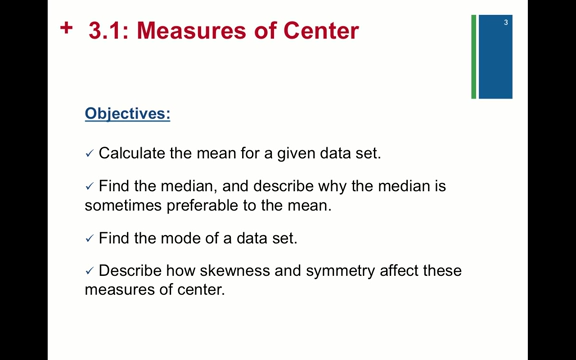 3
+ 3.1: Measures of Center
Objectives:
✓ Calculate the mean for a given data set.
✓ Find the median, and describe why the median is
sometimes preferable to the mean.
✓ Find the mode of a data set.
✓ Describe how skewness and symmetry affect these
measures of center.